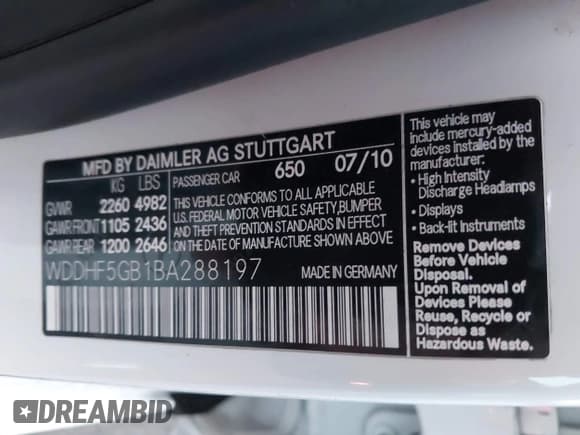 MFD BY DAIMLER AG STUTTGART
KG LBS
GVWR 2260 4982
GAWR FRONT 1105 2436
GAWR REAR 1200 2646
PASSENGER CAR 650 07/10
THIS VEHICLE CONFORMS TO ALL APPLICABLE
U.S. FEDERAL MOTOR VEHICLE SAFETY,BUMPER
AND THEFT PREVENTION STANDARDS IN EFFECT
ON THE DATE OF MANUFACTURE SHOWN ABOVE
WDDHF5GB1BA288197 MADE IN GERMANY
This vehicle may
include mercury-added
devices installed by the
manufacturer:
• High Intensity
Discharge Headlamps
• Displays
• Back-lit Instruments
Remove Devices
Before Vehicle
Disposal.
Upon Removal of
Devices Please
Reuse, Recycle or
Dispose as
Hazardous Waste.
DREAMBID